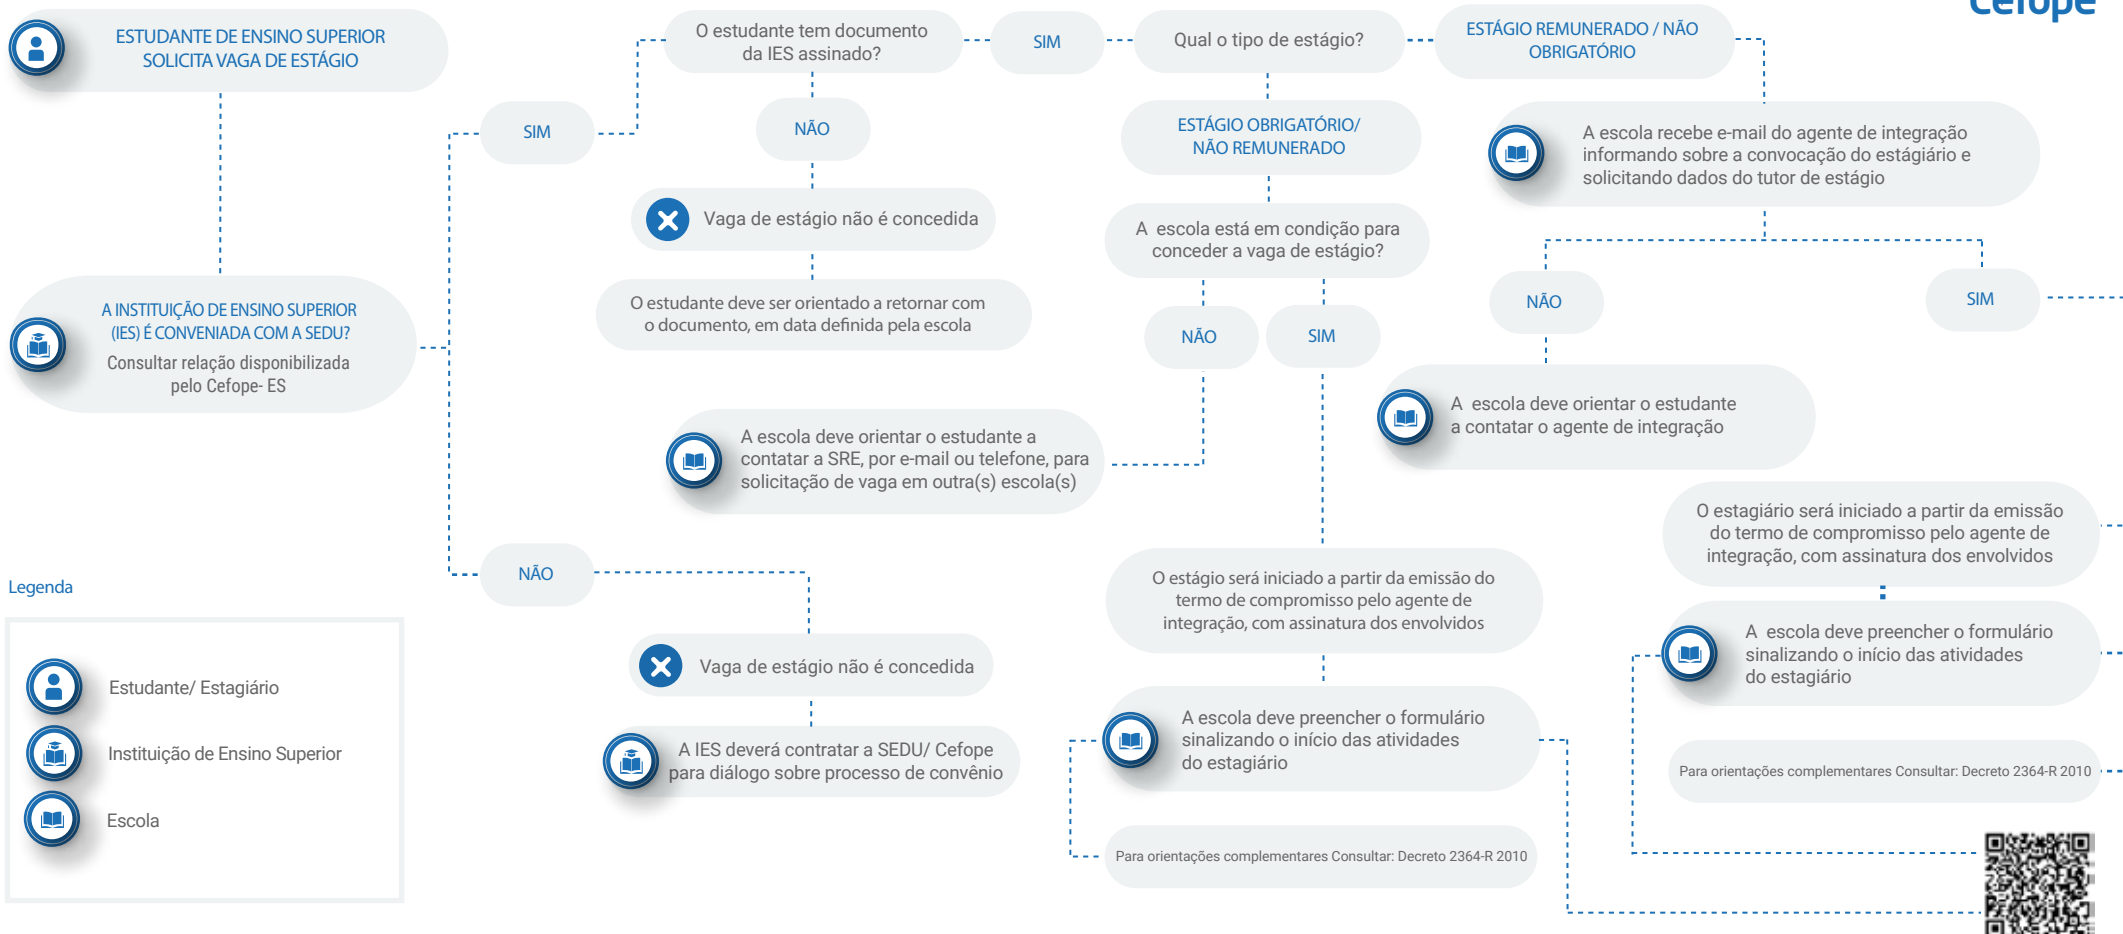 Cefope
ESTUDANTE DE ENSINO SUPERIOR
SOLICITA VAGA DE ESTÁGIO
O estudante tem documento
da IES assinado?
SIM
Qual o tipo de estágio?
ESTÁGIO REMUNERADO / NÃO
OBRIGATÓRIO
SIM
NÃO
ESTÁGIO OBRIGATÓRIO/
NÃO REMUNERADO
A escola recebe e-mail do agente de integração
informando sobre a convocação do estágiário e
solicitando dados do tutor de estágio
Vaga de estágio não é concedida
A escola está em condição para
conceder a vaga de estágio?
O estudante deve ser orientado a retornar com
o documento, em data definida pela escola
NÃO
SIM
NÃO
SIM
A INSTITUIÇÃO DE ENSINO SUPERIOR
(IES) É CONVENIADA COM A SEDU?
Consultar relação disponibilizada
pelo Cefope- ES
A escola deve orientar o estudante
a contatar o agente de integração
A escola deve orientar o estudante a
contatar a SRE, por e-mail ou telefone, para
solicitação de vaga em outra(s) escola(s)
O estagiário será iniciado a partir da emissão
do termo de compromisso pelo agente de
integração, com assinatura dos envolvidos
NÃO
O estágio será iniciado a partir da emissão do
termo de compromisso pelo agente de
integração, com assinatura dos envolvidos
A escola deve preencher o formulário
sinalizando o início das atividades
do estagiário
Vaga de estágio não é concedida
A IES deverá contratar a SEDU/ Cefope
para diálogo sobre processo de convênio
A escola deve preencher o formulário
sinalizando o início das atividades
do estagiário
Para orientações complementares Consultar: Decreto 2364-R 2010
Para orientações complementares Consultar: Decreto 2364-R 2010
Legenda
Estudante/ Estagiário
Instituição de Ensino Superior
Escola